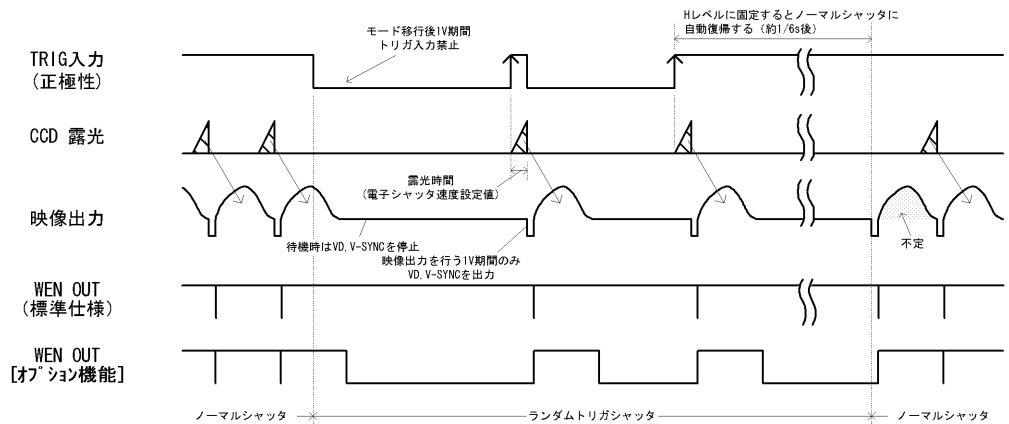 Hレベルに固定するとノーマルシャッタに
自動復帰する（約1/6s後）
モード移行後1V期間
トリガ入力禁止
TRIG入力
(正極性)
CCD 露光
露光時間
(電子シャッタ速度設定値)
映像出力
待機時はVD,V-SYNCを停止
映像出力を行う1V期間のみ
VD,V-SYNCを出力
不定
WEN OUT
(標準仕様)
WEN OUT
[オプション機能]
ノーマルシャッタ
ランダムトリガシャッタ
ノーマルシャッタ